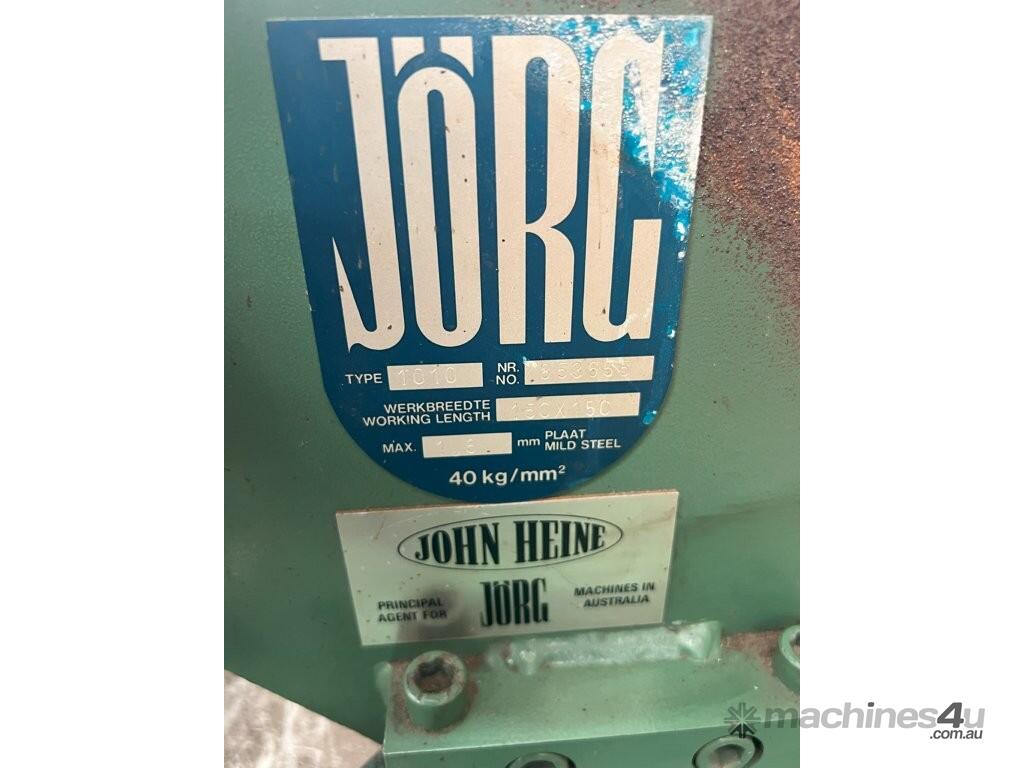 JÖRG
TYPE 1010 NR. NO.
WERKBREEDTE
WORKING LENGTH 150X150
MAX. mm PLAAT
MILD STEEL
40 kg/mm²
JOHN HEINE
PRINCIPAL
AGENT FOR
JÖRG
MACHINES IN
AUSTRALIA
machines4u
.com.au